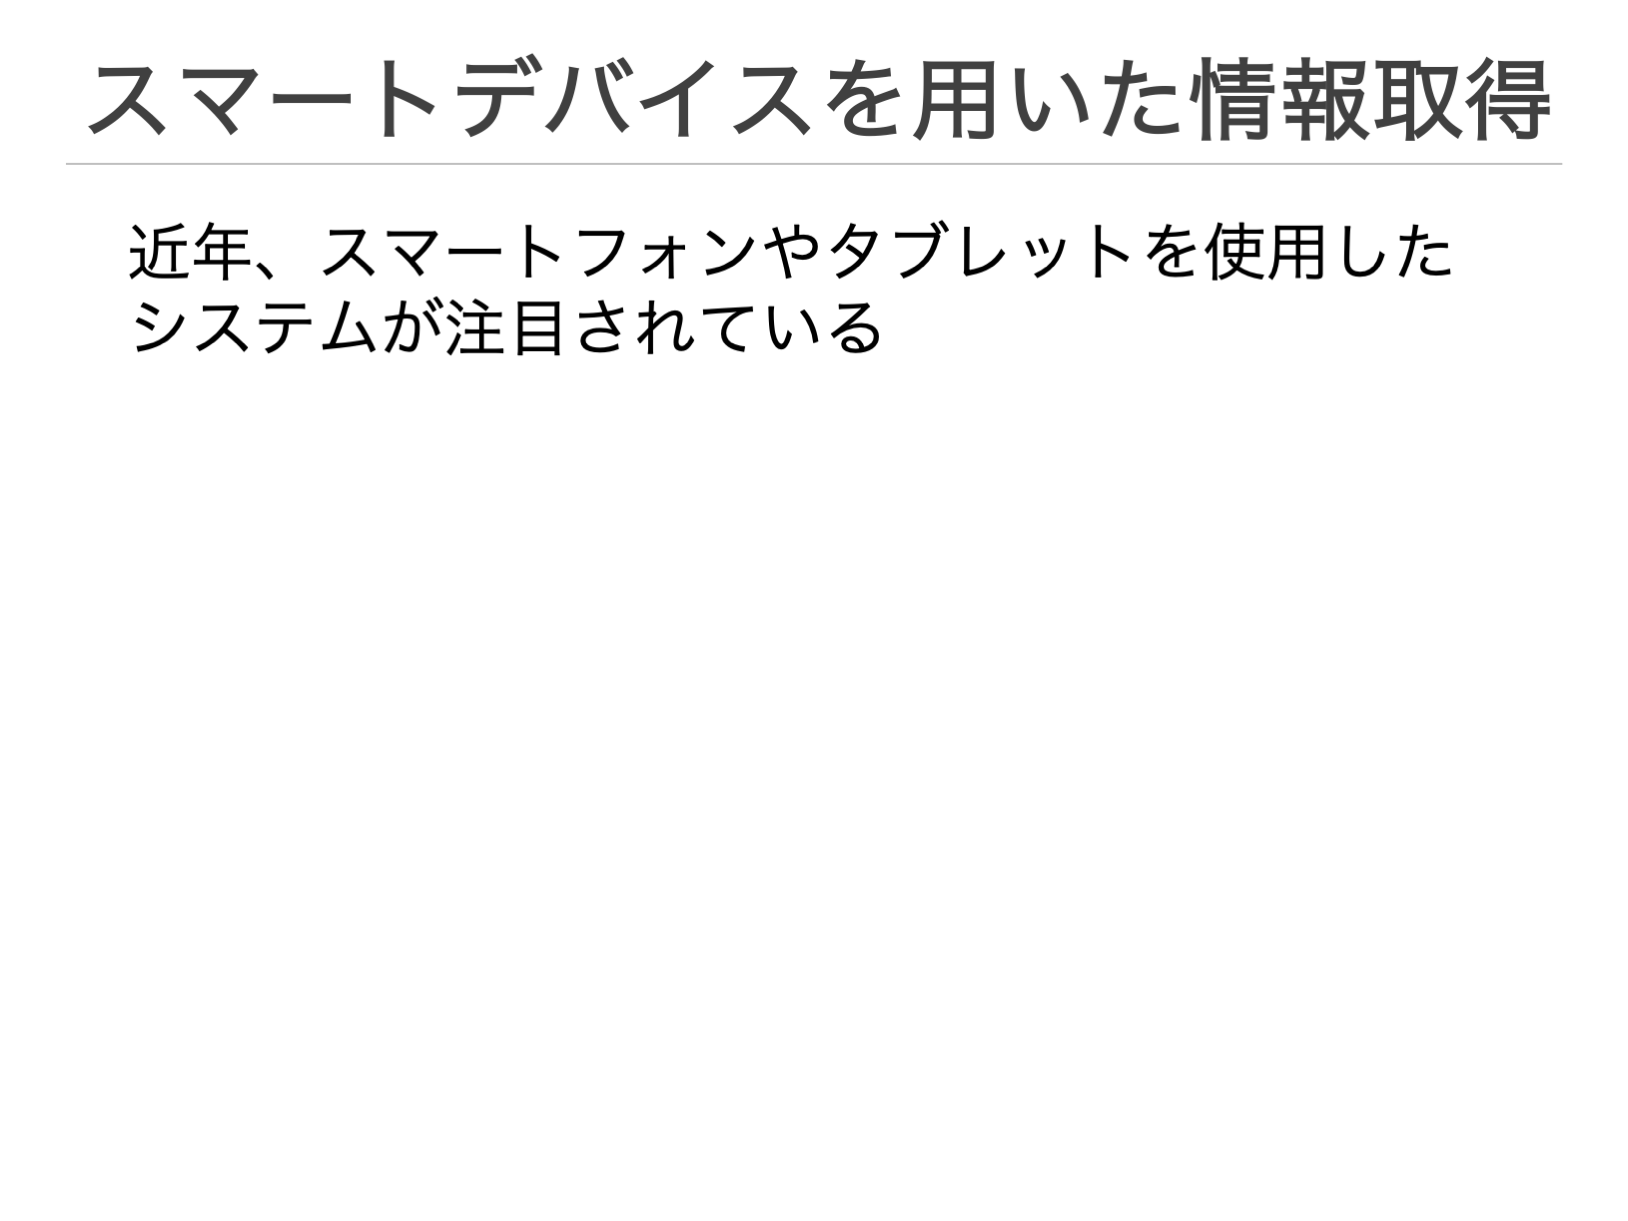 スマートデバイスを用いた情報取得
近年、スマートフォンやタブレットを使用した
システムが注目されている